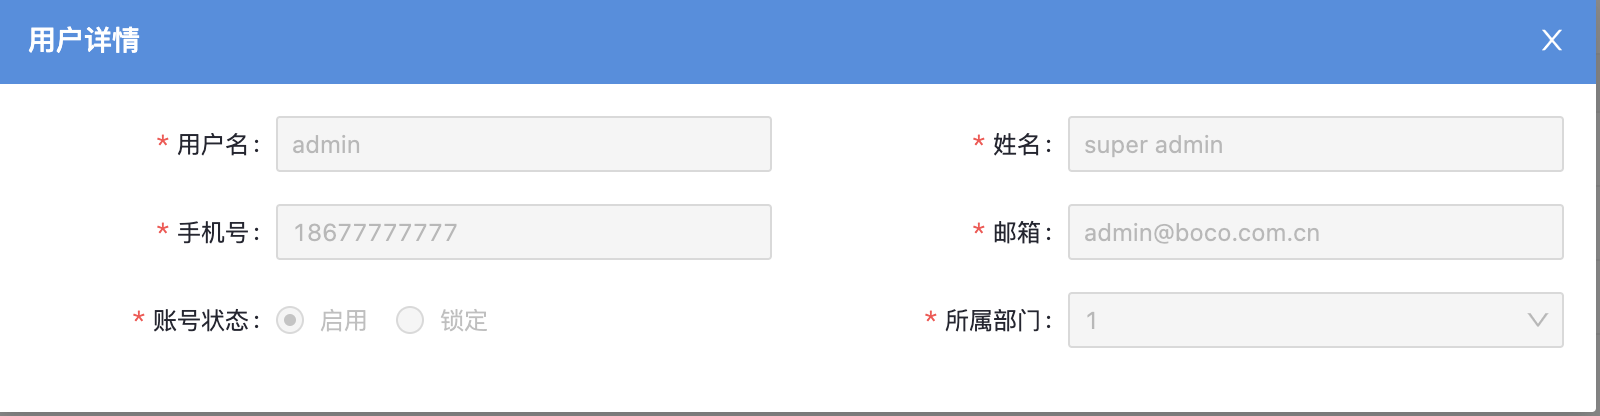 用户详情
* 用户名： admin
* 姓名： super admin
* 手机号： 18677777777
* 邮箱： admin@boco.com.cn
* 账号状态： 启用 锁定
* 所属部门： 1